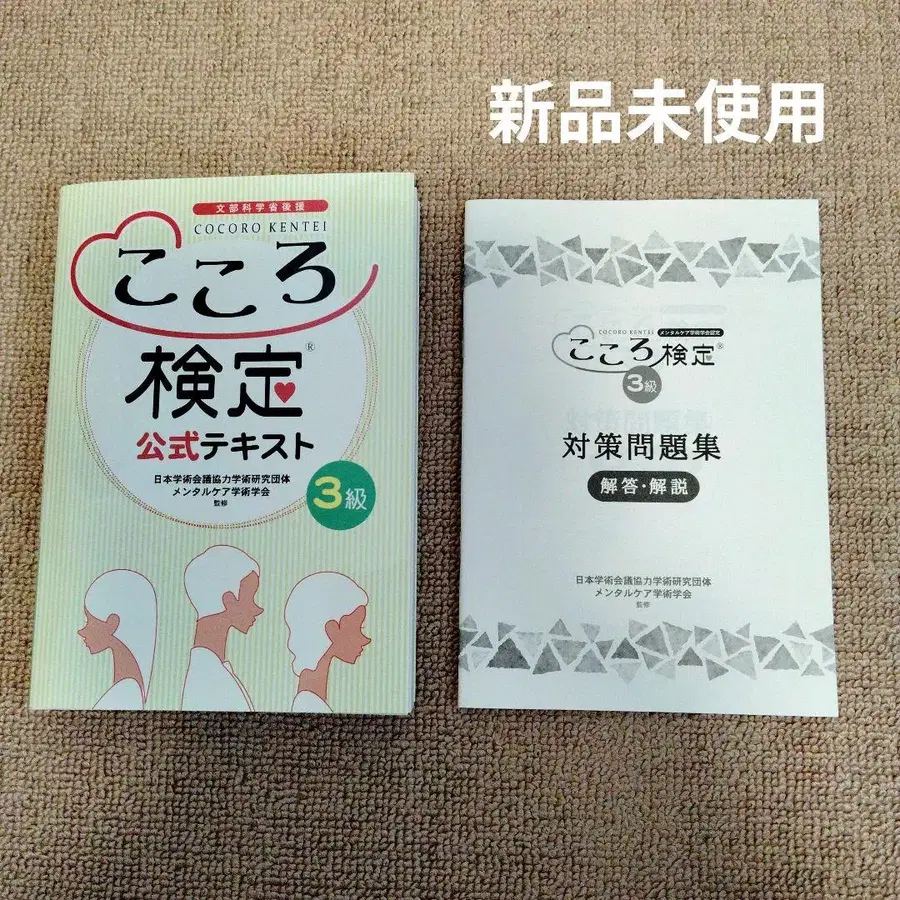 新品未使用
文部科学省後援
COCORO KENTEI
こころ
検定®
公式テキスト
日本学術会議協力学術研究団体
メンタルケア学術学会
監修
3級
COCORO KENTEI
メンタルケア学術学会認定
こころ検定®
3級
対策問題集
解答・解説
日本学術会議協力学術研究団体
メンタルケア学術学会
監修